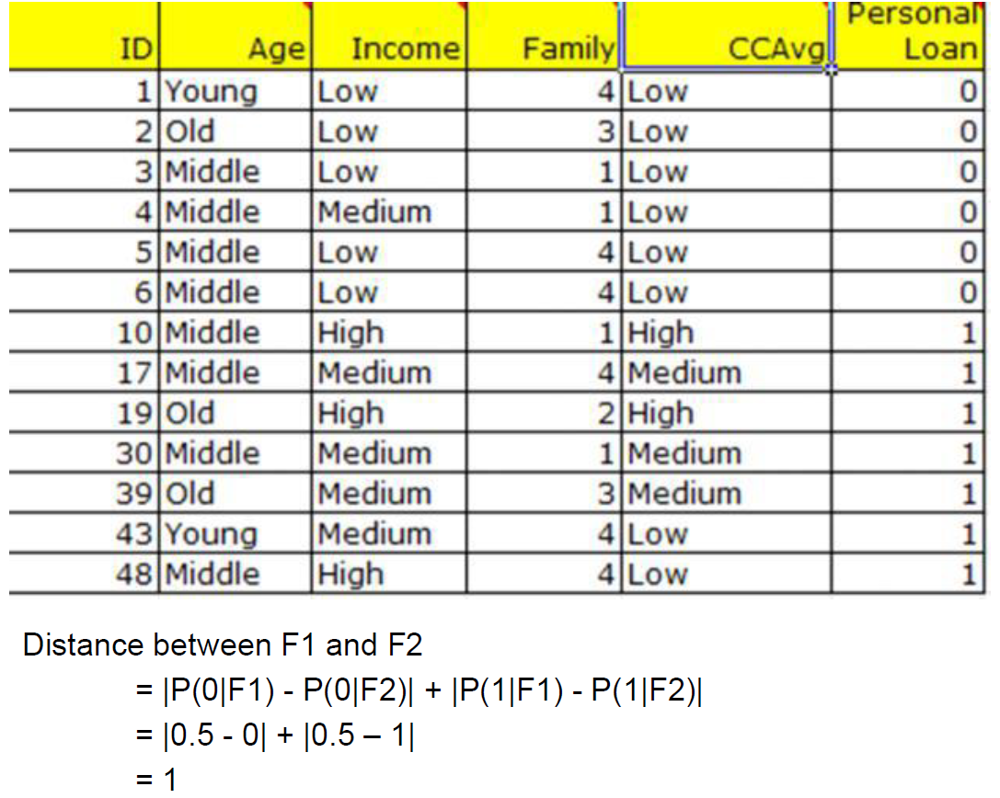 ID Age Income Family CCAvg Personal Loan
1 Young Low 4 Low 0
2 Old Low 3 Low 0
3 Middle Low 1 Low 0
4 Middle Medium 1 Low 0
5 Middle Low 4 Low 0
6 Middle Low 4 Low 0
10 Middle High 1 High 1
17 Middle Medium 4 Medium 1
19 Old High 2 High 1
30 Middle Medium 1 Medium 1
39 Old Medium 3 Medium 1
43 Young Medium 4 Low 1
48 Middle High 4 Low 1
Distance between F1 and F2
= |P(0|F1) - P(0|F2)| + |P(1|F1) - P(1|F2)|
= |0.5 - 0| + |0.5 – 1|
= 1